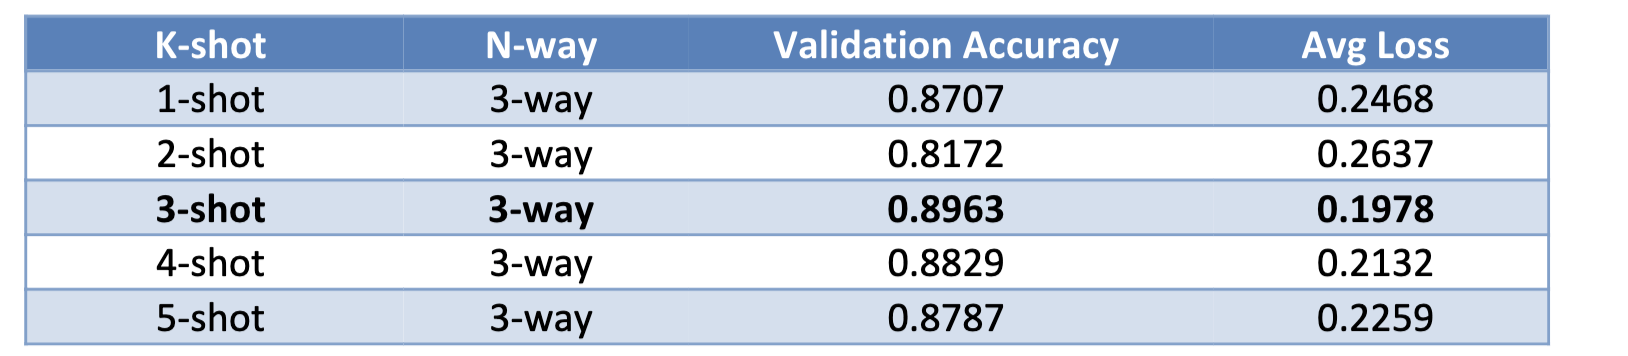 K-shot N-way Validation Accuracy Avg Loss
1-shot 3-way 0.8707 0.2468
2-shot 3-way 0.8172 0.2637
3-shot 3-way 0.8963 0.1978
4-shot 3-way 0.8829 0.2132
5-shot 3-way 0.8787 0.2259